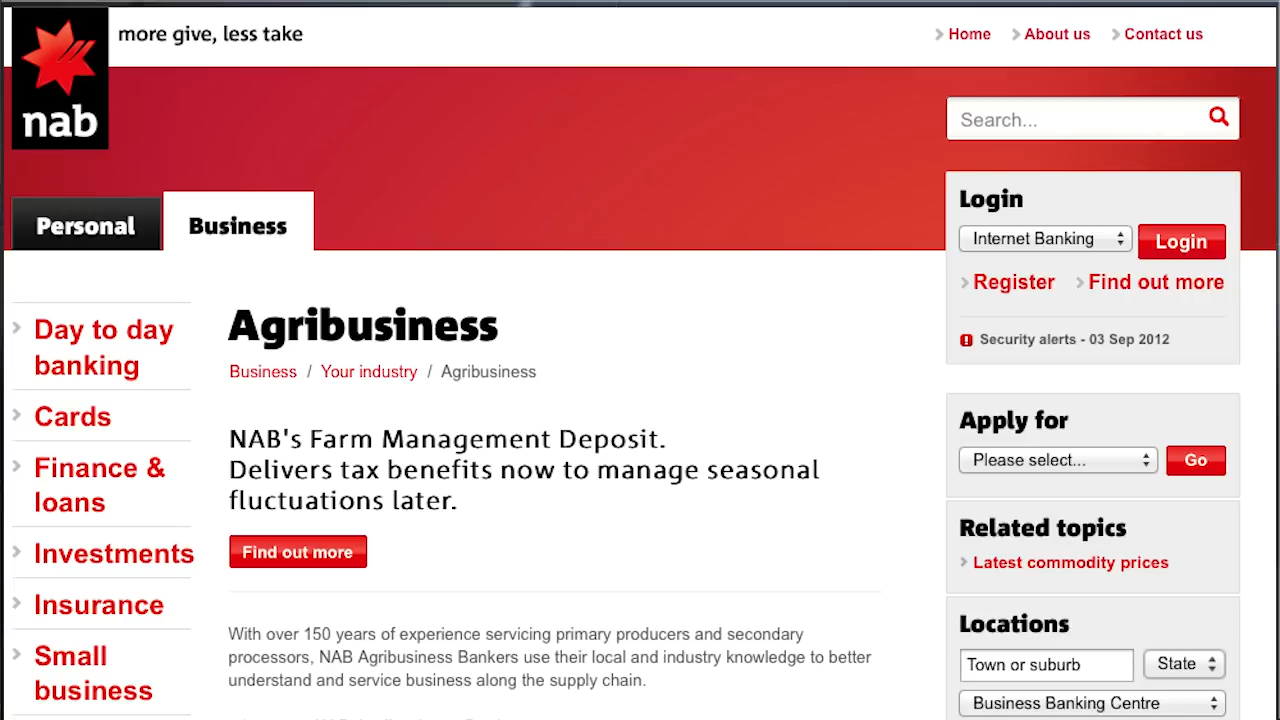 more give, less take
Home
About us
Contact us
nab
Search...
Personal
Business
Login
Internet Banking
Login
Register
Find out more
Security alerts - 03 Sep 2012
Day to day
banking
Cards
Finance &
loans
Investments
Insurance
Small
business
Agribusiness
Business / Your industry / Agribusiness
NAB's Farm Management Deposit.
Delivers tax benefits now to manage seasonal
fluctuations later.
Find out more
With over 150 years of experience servicing primary producers and secondary
processors, NAB Agribusiness Bankers use their local and industry knowledge to better
understand and service business along the supply chain.
Apply for
Please select...
Go
Related topics
Latest commodity prices
Locations
Town or suburb
State
Business Banking Centre